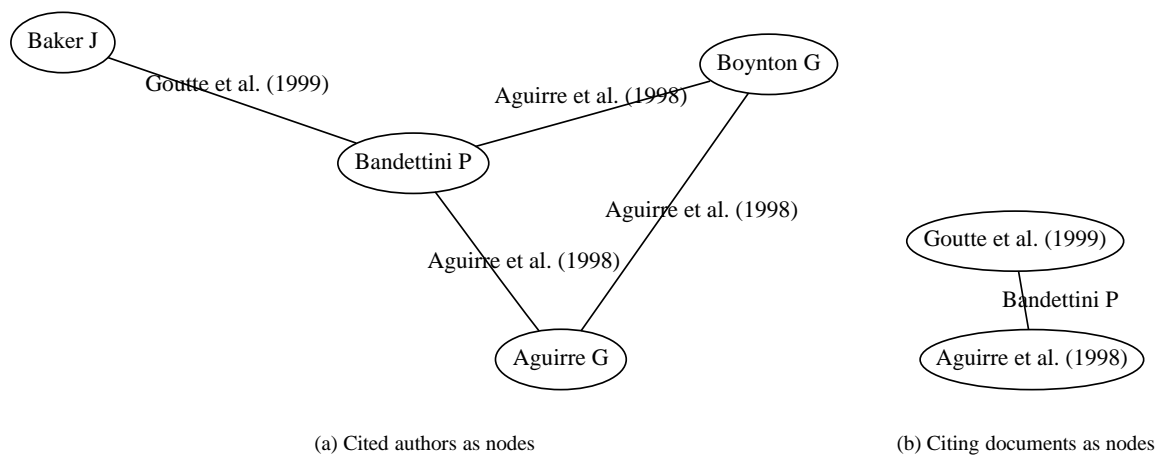 Baker J
Goutte et al. (1999)
Boynton G
Aguirre et al. (1998)
Bandettini P
Aguirre et al. (1998)
Aguirre et al. (1998)
Aguirre G
(a) Cited authors as nodes
Goutte et al. (1999)
Bandettini P
Aguirre et al. (1998)
(b) Citing documents as nodes